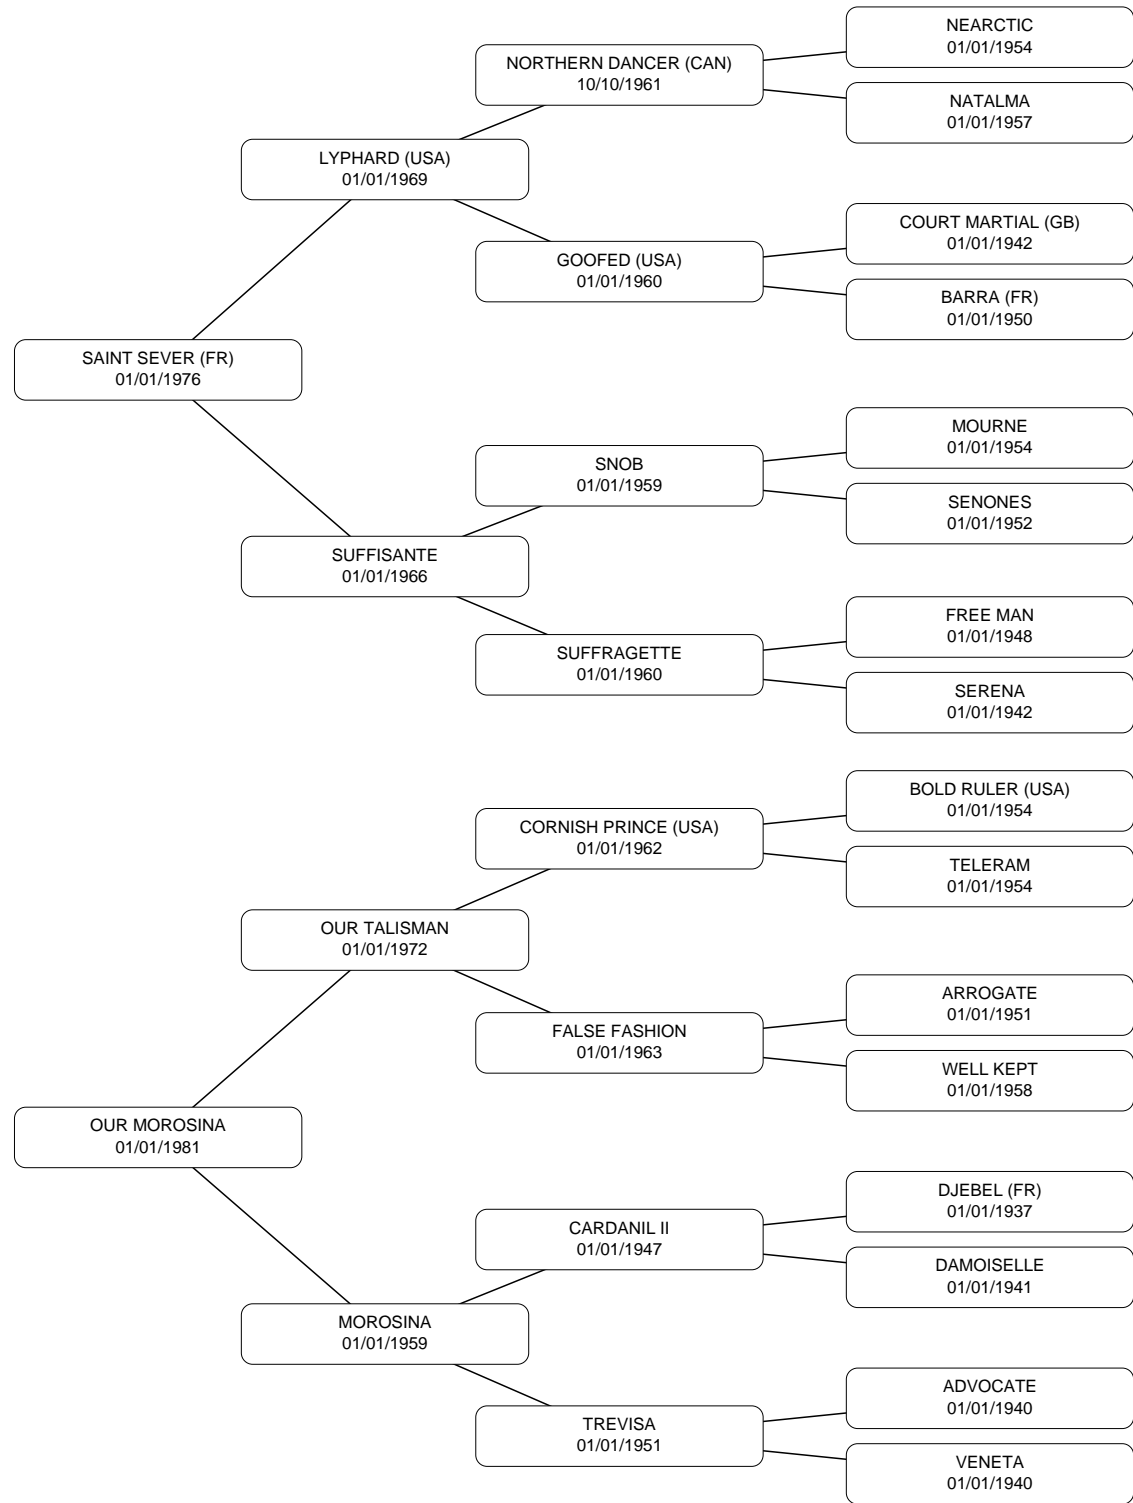 NEARCTIC
01/01/1954
NORTHERN DANCER (CAN)
10/10/1961
NATALMA
01/01/1957
LYPHARD (USA)
01/01/1969
COURT MARTIAL (GB)
01/01/1942
GOOFED (USA)
01/01/1960
BARRA (FR)
01/01/1950
SAINT SEVER (FR)
01/01/1976
MOURNE
01/01/1954
SNOB
01/01/1959
SENONES
01/01/1952
SUFFISANTE
01/01/1966
FREE MAN
01/01/1948
SUFFRAGETTE
01/01/1960
SERENA
01/01/1942
BOLD RULER (USA)
01/01/1954
CORNISH PRINCE (USA)
01/01/1962
TELERAM
01/01/1954
OUR TALISMAN
01/01/1972
ARROGATE
01/01/1951
FALSE FASHION
01/01/1963
WELL KEPT
01/01/1958
OUR MOROSINA
01/01/1981
DJEBEL (FR)
01/01/1937
CARDANIL II
01/01/1947
DAMOISELLE
01/01/1941
MOROSINA
01/01/1959
ADVOCATE
01/01/1940
TREVISA
01/01/1951
VENETA
01/01/1940